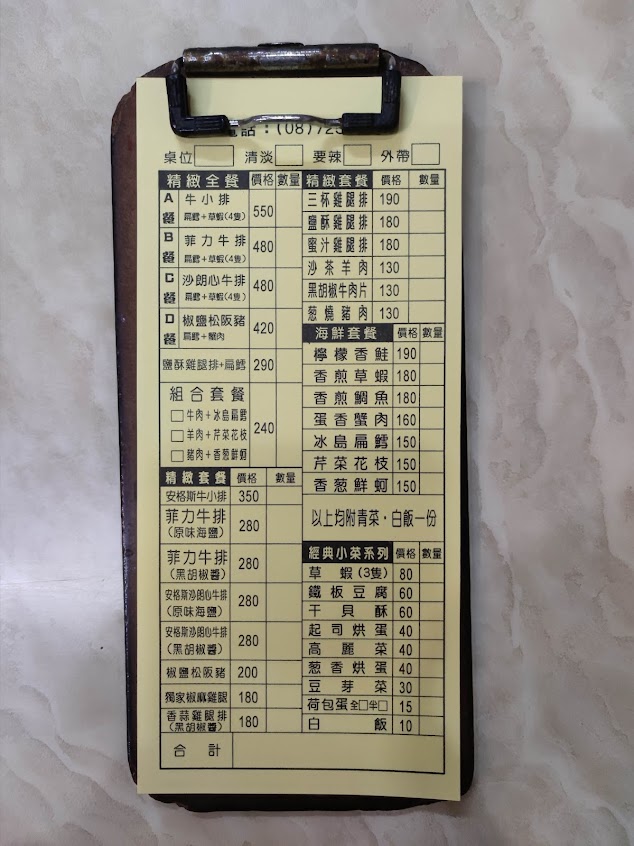 電話：(08)723
桌位 清淡 要辣 外帶
精緻全餐 價格 數量
A餐 牛小排 550
扁鱈+草蝦(4隻)
B餐 菲力牛排 480
扁鱈+草蝦(4隻)
C餐 沙朗心牛排 480
扁鱈+草蝦(4隻)
D餐 椒鹽松阪豬 420
扁鱈+蟹肉
鹽酥雞腿排+扁鱈 290
組合套餐 240
□牛肉+冰島扁鱈
□羊肉+芹菜花枝
□豬肉+香葱鮮蚵
精緻套餐 價格 數量
安格斯牛小排 350
菲力牛排 280
(原味海鹽)
菲力牛排 280
(黑胡椒醬)
安格斯沙朗心牛排 280
(原味海鹽)
安格斯沙朗心牛排 280
(黑胡椒醬)
椒鹽松阪豬 200
獨家椒麻雞腿 180
香蒜雞腿排 180
(黑胡椒醬)
合計
精緻套餐 價格 數量
三杯雞腿排 190
鹽酥雞腿排 180
蜜汁雞腿排 180
沙茶羊肉 130
黑胡椒牛肉片 130
葱燒豬肉 130
海鮮套餐 價格 數量
檸檬香鮭 190
香煎草蝦 180
香煎鯛魚 180
蛋香蟹肉 160
冰島扁鱈 150
芹菜花枝 150
香葱鮮蚵 150
以上均附青菜·白飯一份
經典小菜系列 價格 數量
草蝦(3隻) 80
鐵板豆腐 60
干貝酥 60
起司烘蛋 40
高麗菜 40
葱香烘蛋 40
豆芽菜 30
荷包蛋全□半□ 15
白飯 10